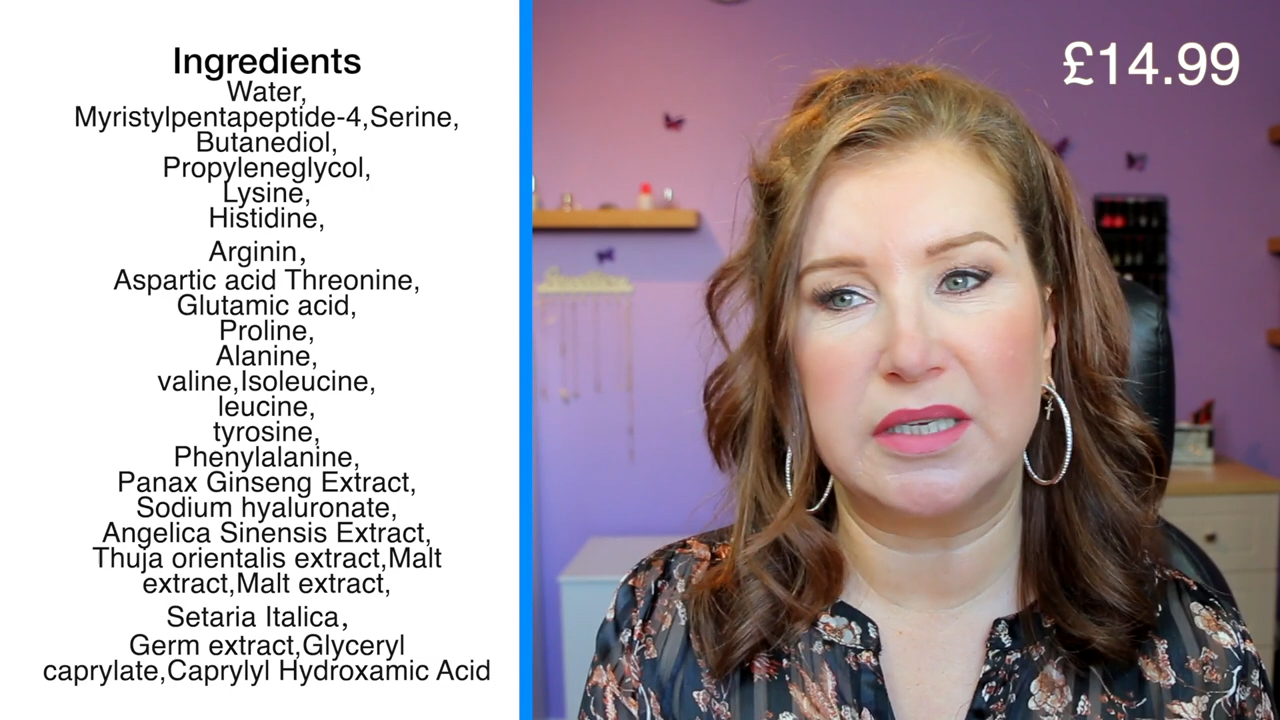 Ingredients
Water,
Myristylpentapeptide-4,Serine,
Butanediol,
Propyleneglycol,
Lysine,
Histidine,
Arginin,
Aspartic acid Threonine,
Glutamic acid,
Proline,
Alanine,
valine,Isoleucine,
leucine,
tyrosine,
Phenylalanine,
Panax Ginseng Extract,
Sodium hyaluronate,
Angelica Sinensis Extract,
Thuja orientalis extract,Malt
extract,Malt extract,
Setaria Italica,
Germ extract,Glyceryl
caprylate,Caprylyl Hydroxamic Acid
£14.99